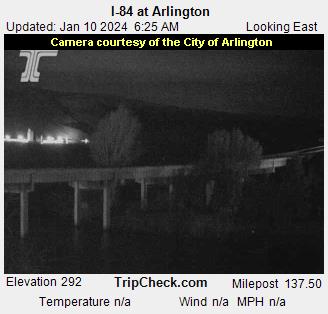 I-84 at Arlington
Updated: Jan 10 2024 6:25 AM Looking East
Camera courtesy of the City of Arlington
Elevation 292 TripCheck.com Milepost 137.50
Temperature n/a Wind n/a MPH n/a